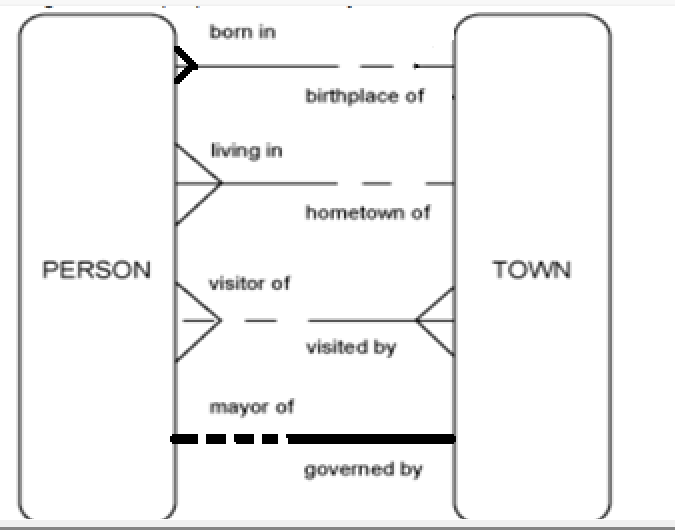 born in
birthplace of
living in
hometown of
PERSON
TOWN
visitor of
visited by
mayor of
governed by